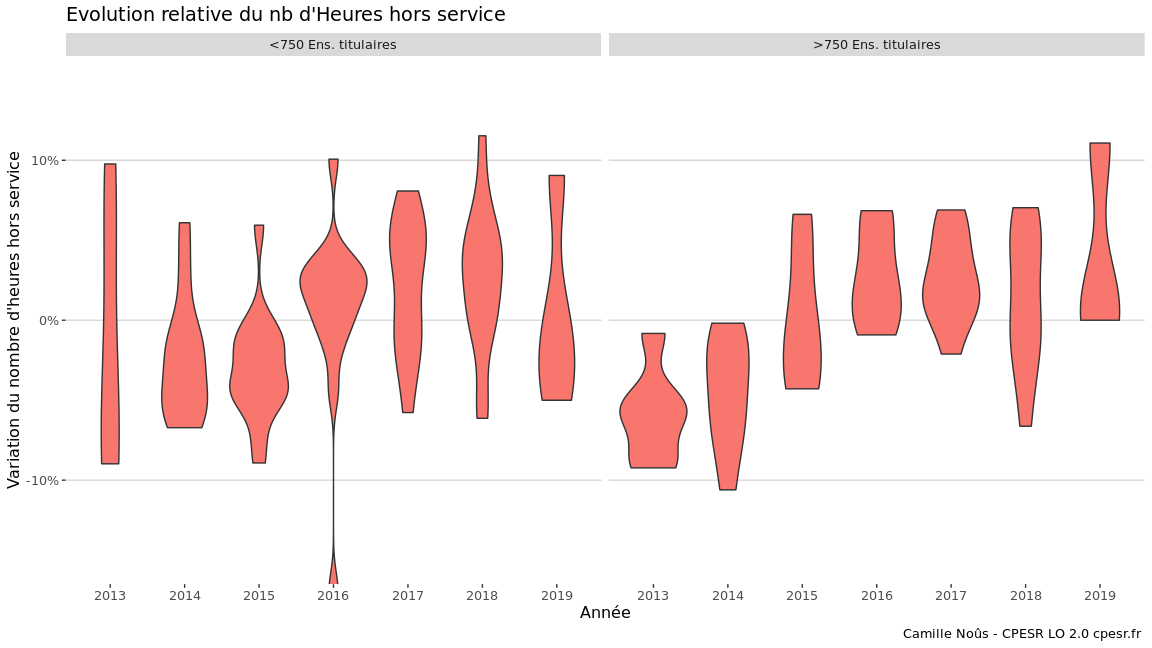 Evolution relative du nb d'Heures hors service
<750 Ens. titulaires
>750 Ens. titulaires
Variation du nombre d'heures hors service
10%
0%
-10%
2013 2014 2015 2016 2017 2018 2019
2013 2014 2015 2016 2017 2018 2019
Année
Camille Noûs - CPESR LO 2.0 cpesr.fr